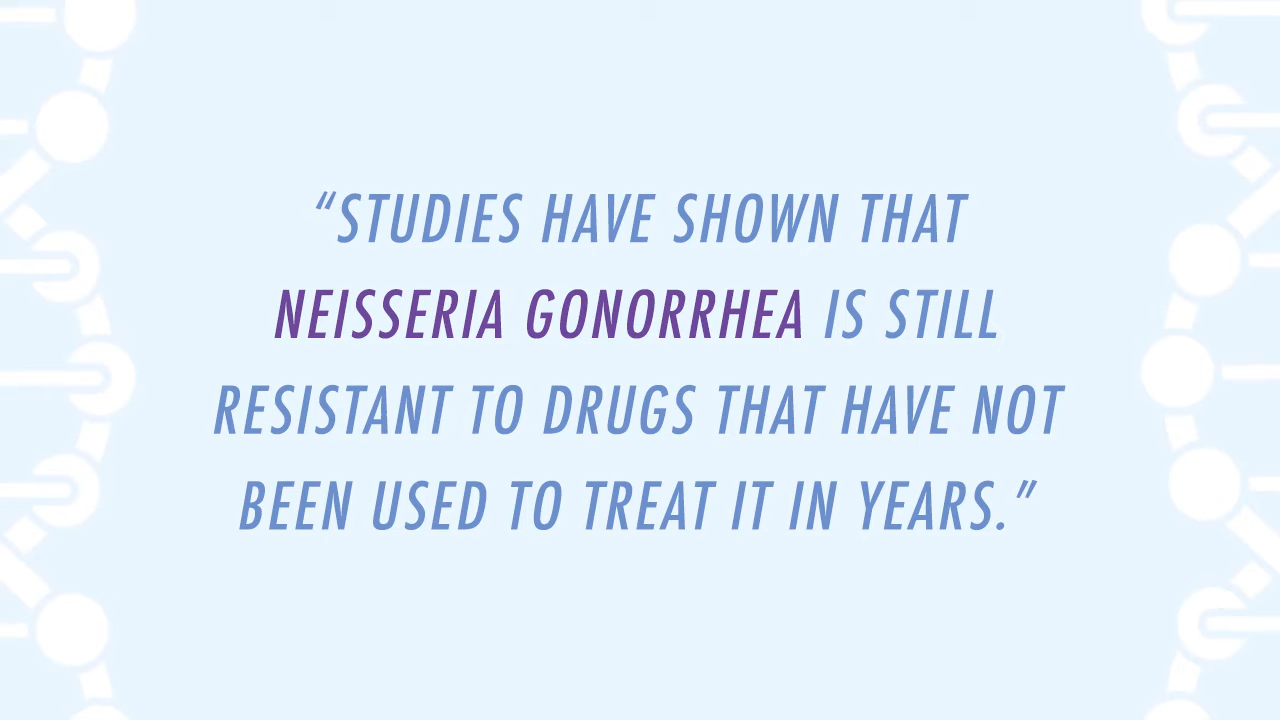 “STUDIES HAVE SHOWN THAT
NEISSERIA GONORRHEA IS STILL
RESISTANT TO DRUGS THAT HAVE NOT
BEEN USED TO TREAT IT IN YEARS.”